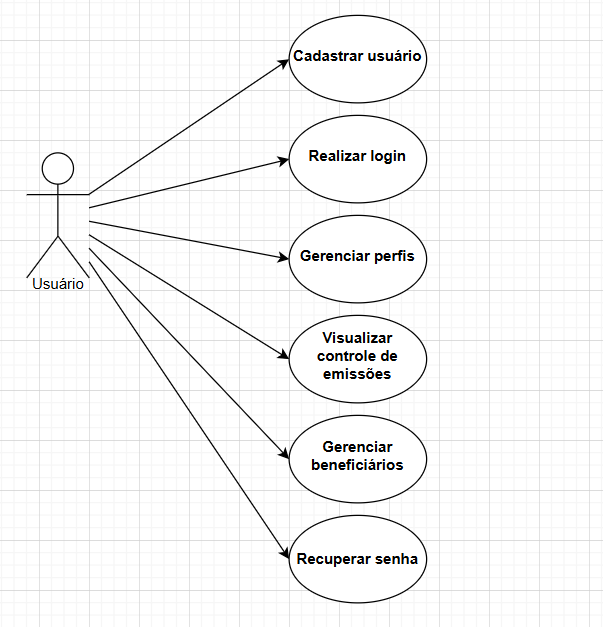 Cadastrar usuário
Realizar login
Usuário
Gerenciar perfis
Visualizar
controle de
emissões
Gerenciar
beneficiários
Recuperar senha